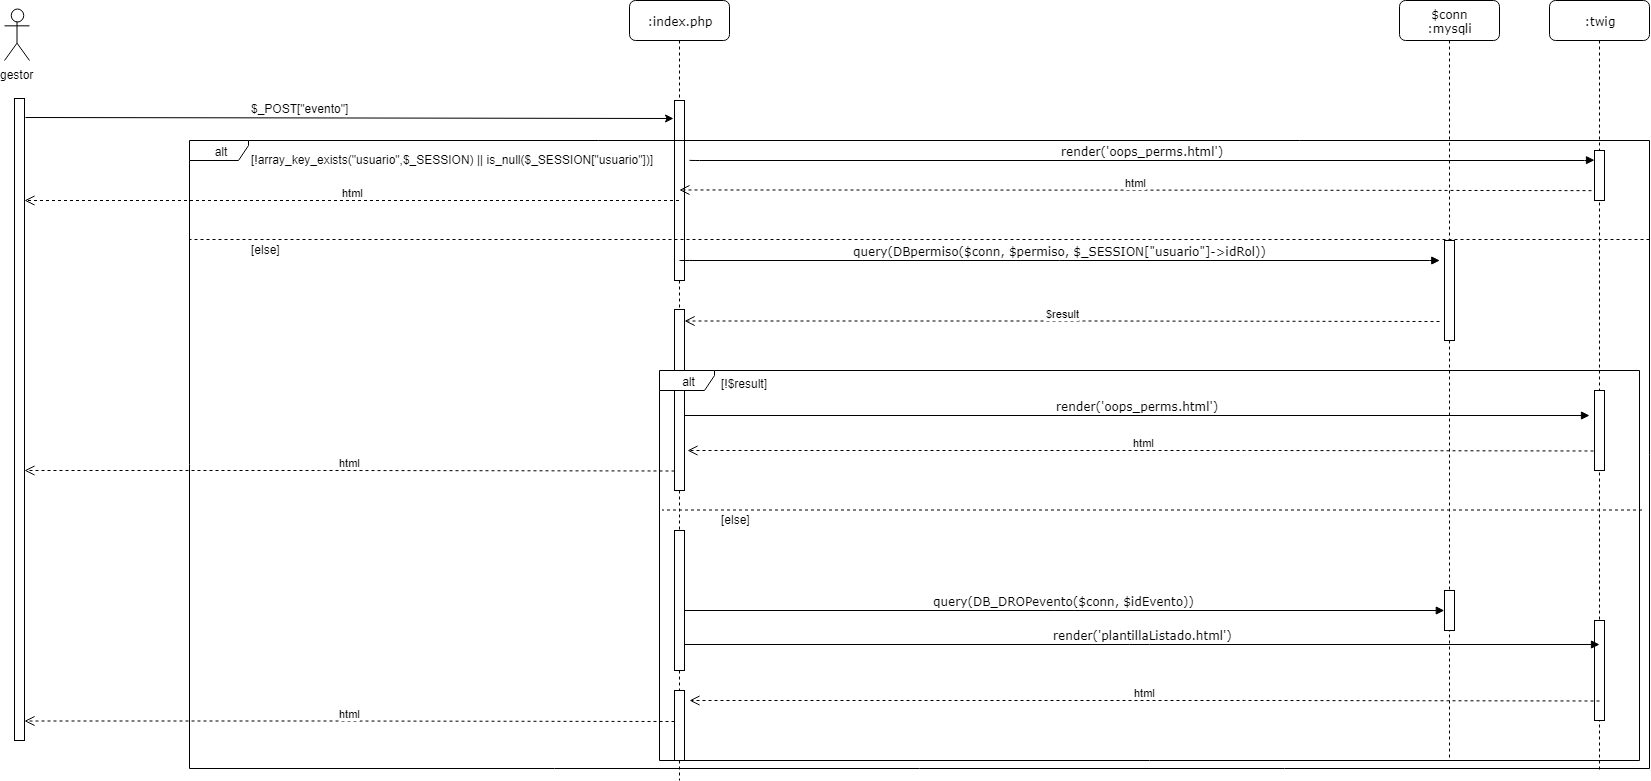 :index.php
$conn
:mysqli
:twig
gestor
$_POST["evento"]
alt
[!array_key_exists("usuario",$_SESSION) || is_null($_SESSION["usuario"])]
render('oops_perms.html')
html
html
[else]
query(DBpermiso($conn, $permiso, $_SESSION["usuario"]->idRol))
$result
alt
[!$result]
render('oops_perms.html')
html
html
[else]
query(DB_DROPevento($conn, $idEvento))
render('plantillaListado.html')
html
html